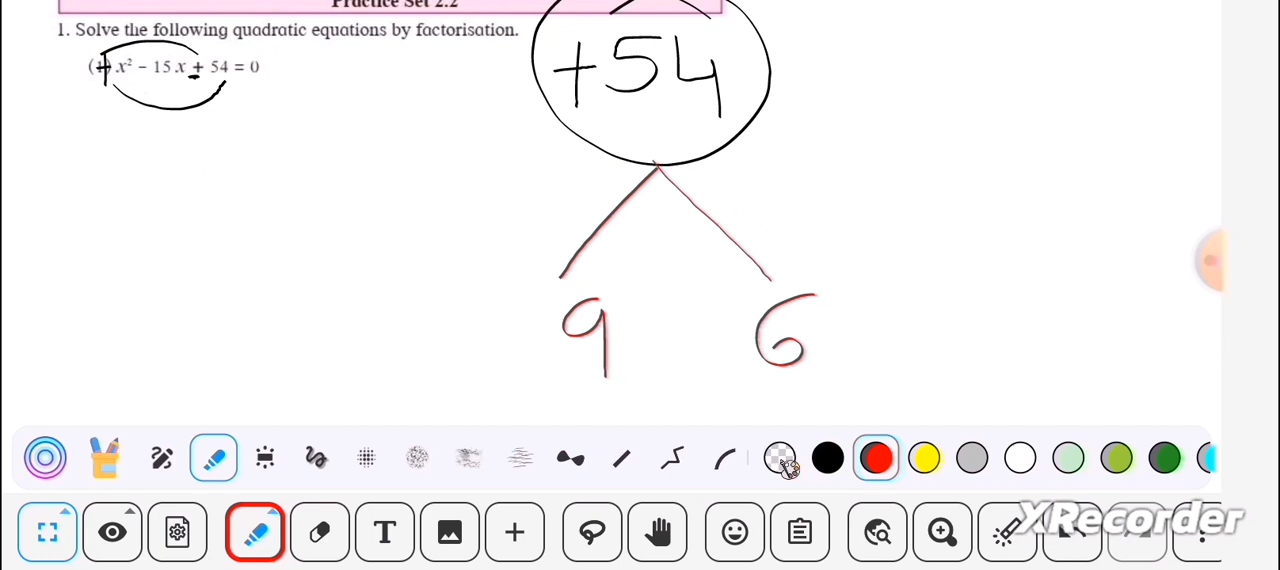 Practice Set 2.2
1. Solve the following quadratic equations by factorisation.
(1) x² − 15x + 54 = 0
+54
9 6
T
XRecorder